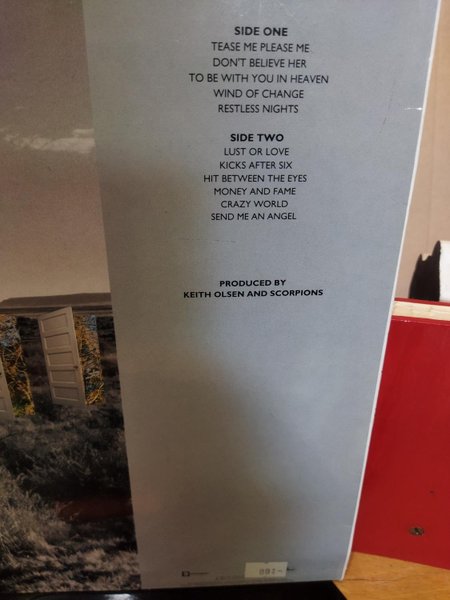 SIDE ONE
TEASE ME PLEASE ME
DON'T BELIEVE HER
TO BE WITH YOU IN HEAVEN
WIND OF CHANGE
RESTLESS NIGHTS
SIDE TWO
LUST OR LOVE
KICKS AFTER SIX
HIT BETWEEN THE EYES
MONEY AND FAME
CRAZY WORLD
SEND ME AN ANGEL
PRODUCED BY
KEITH OLSEN AND SCORPIONS